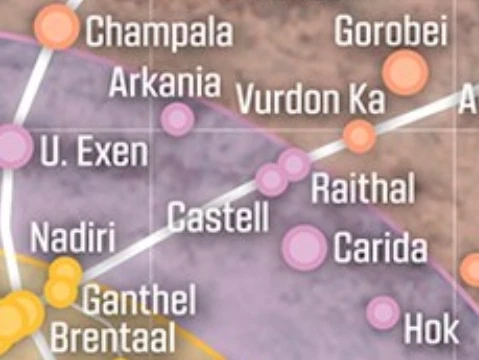 Champala
Gorobei
Arkania
Vurdon Ka
A
U. Exen
Raithal
Castell
Nadiri
Carida
Ganthel
Hok
Brentaal